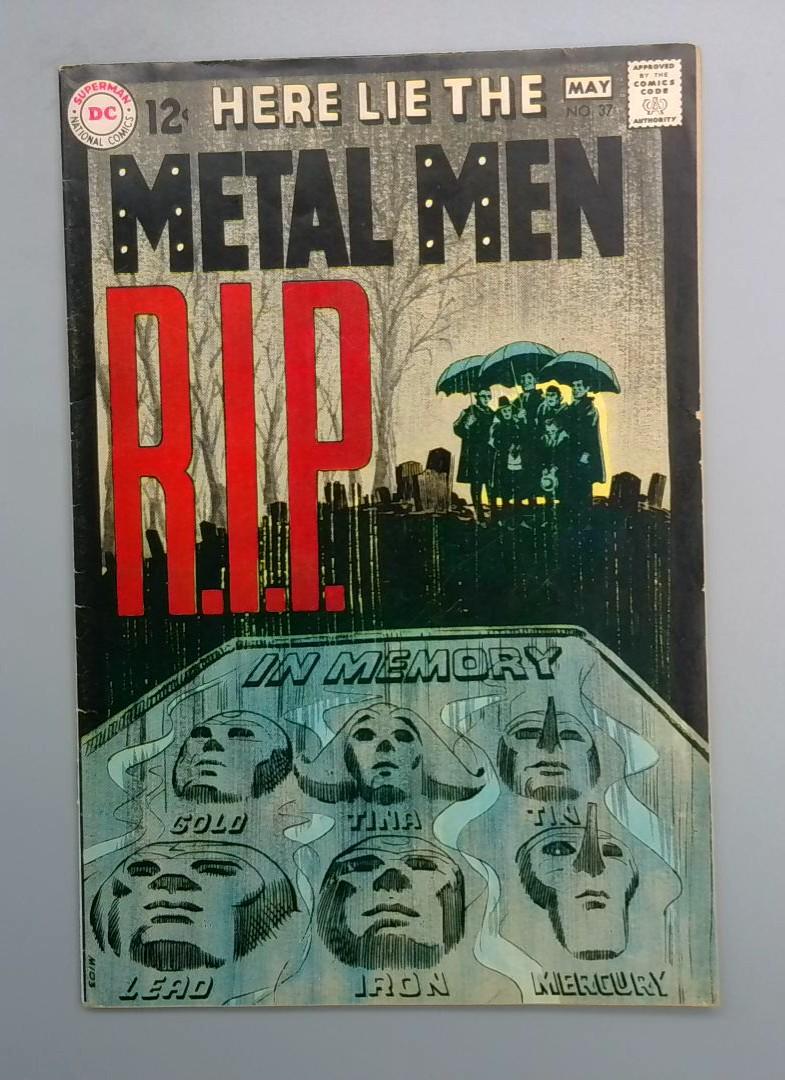 SUPERMAN
DC
NATIONAL COMICS
12¢
HERE LIE THE
MAY
NO. 37
APPROVED
BY THE
COMICS
CODE
CA
AUTHORITY
METAL MEN
R.I.P.
IN MEMORY
GOLD
TINA
TIN
LEAD
IRON
MERCURY